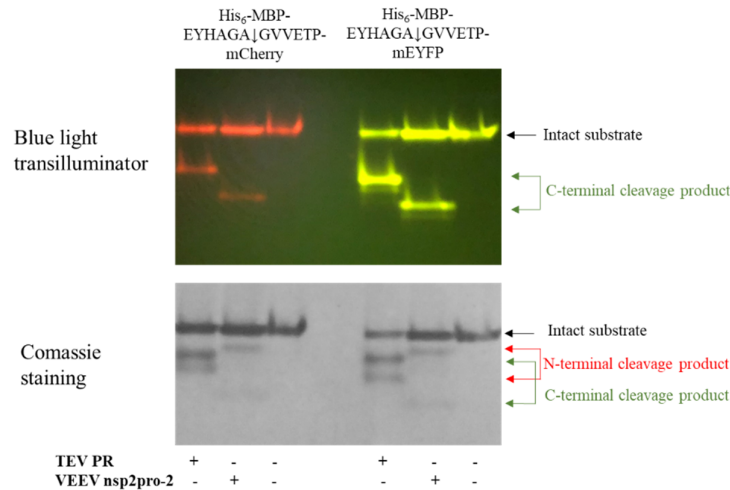 His₆-MBP-
EYHAGA↓GVVETP-
mCherry
His₆-MBP-
EYHAGA↓GVVETP-
mEYFP
Blue light
transilluminator
Intact substrate
C-terminal cleavage product
Comassie
staining
Intact substrate
N-terminal cleavage product
C-terminal cleavage product
TEV PR + - - + - -
VEEV nsp2pro-2 - + - - + -